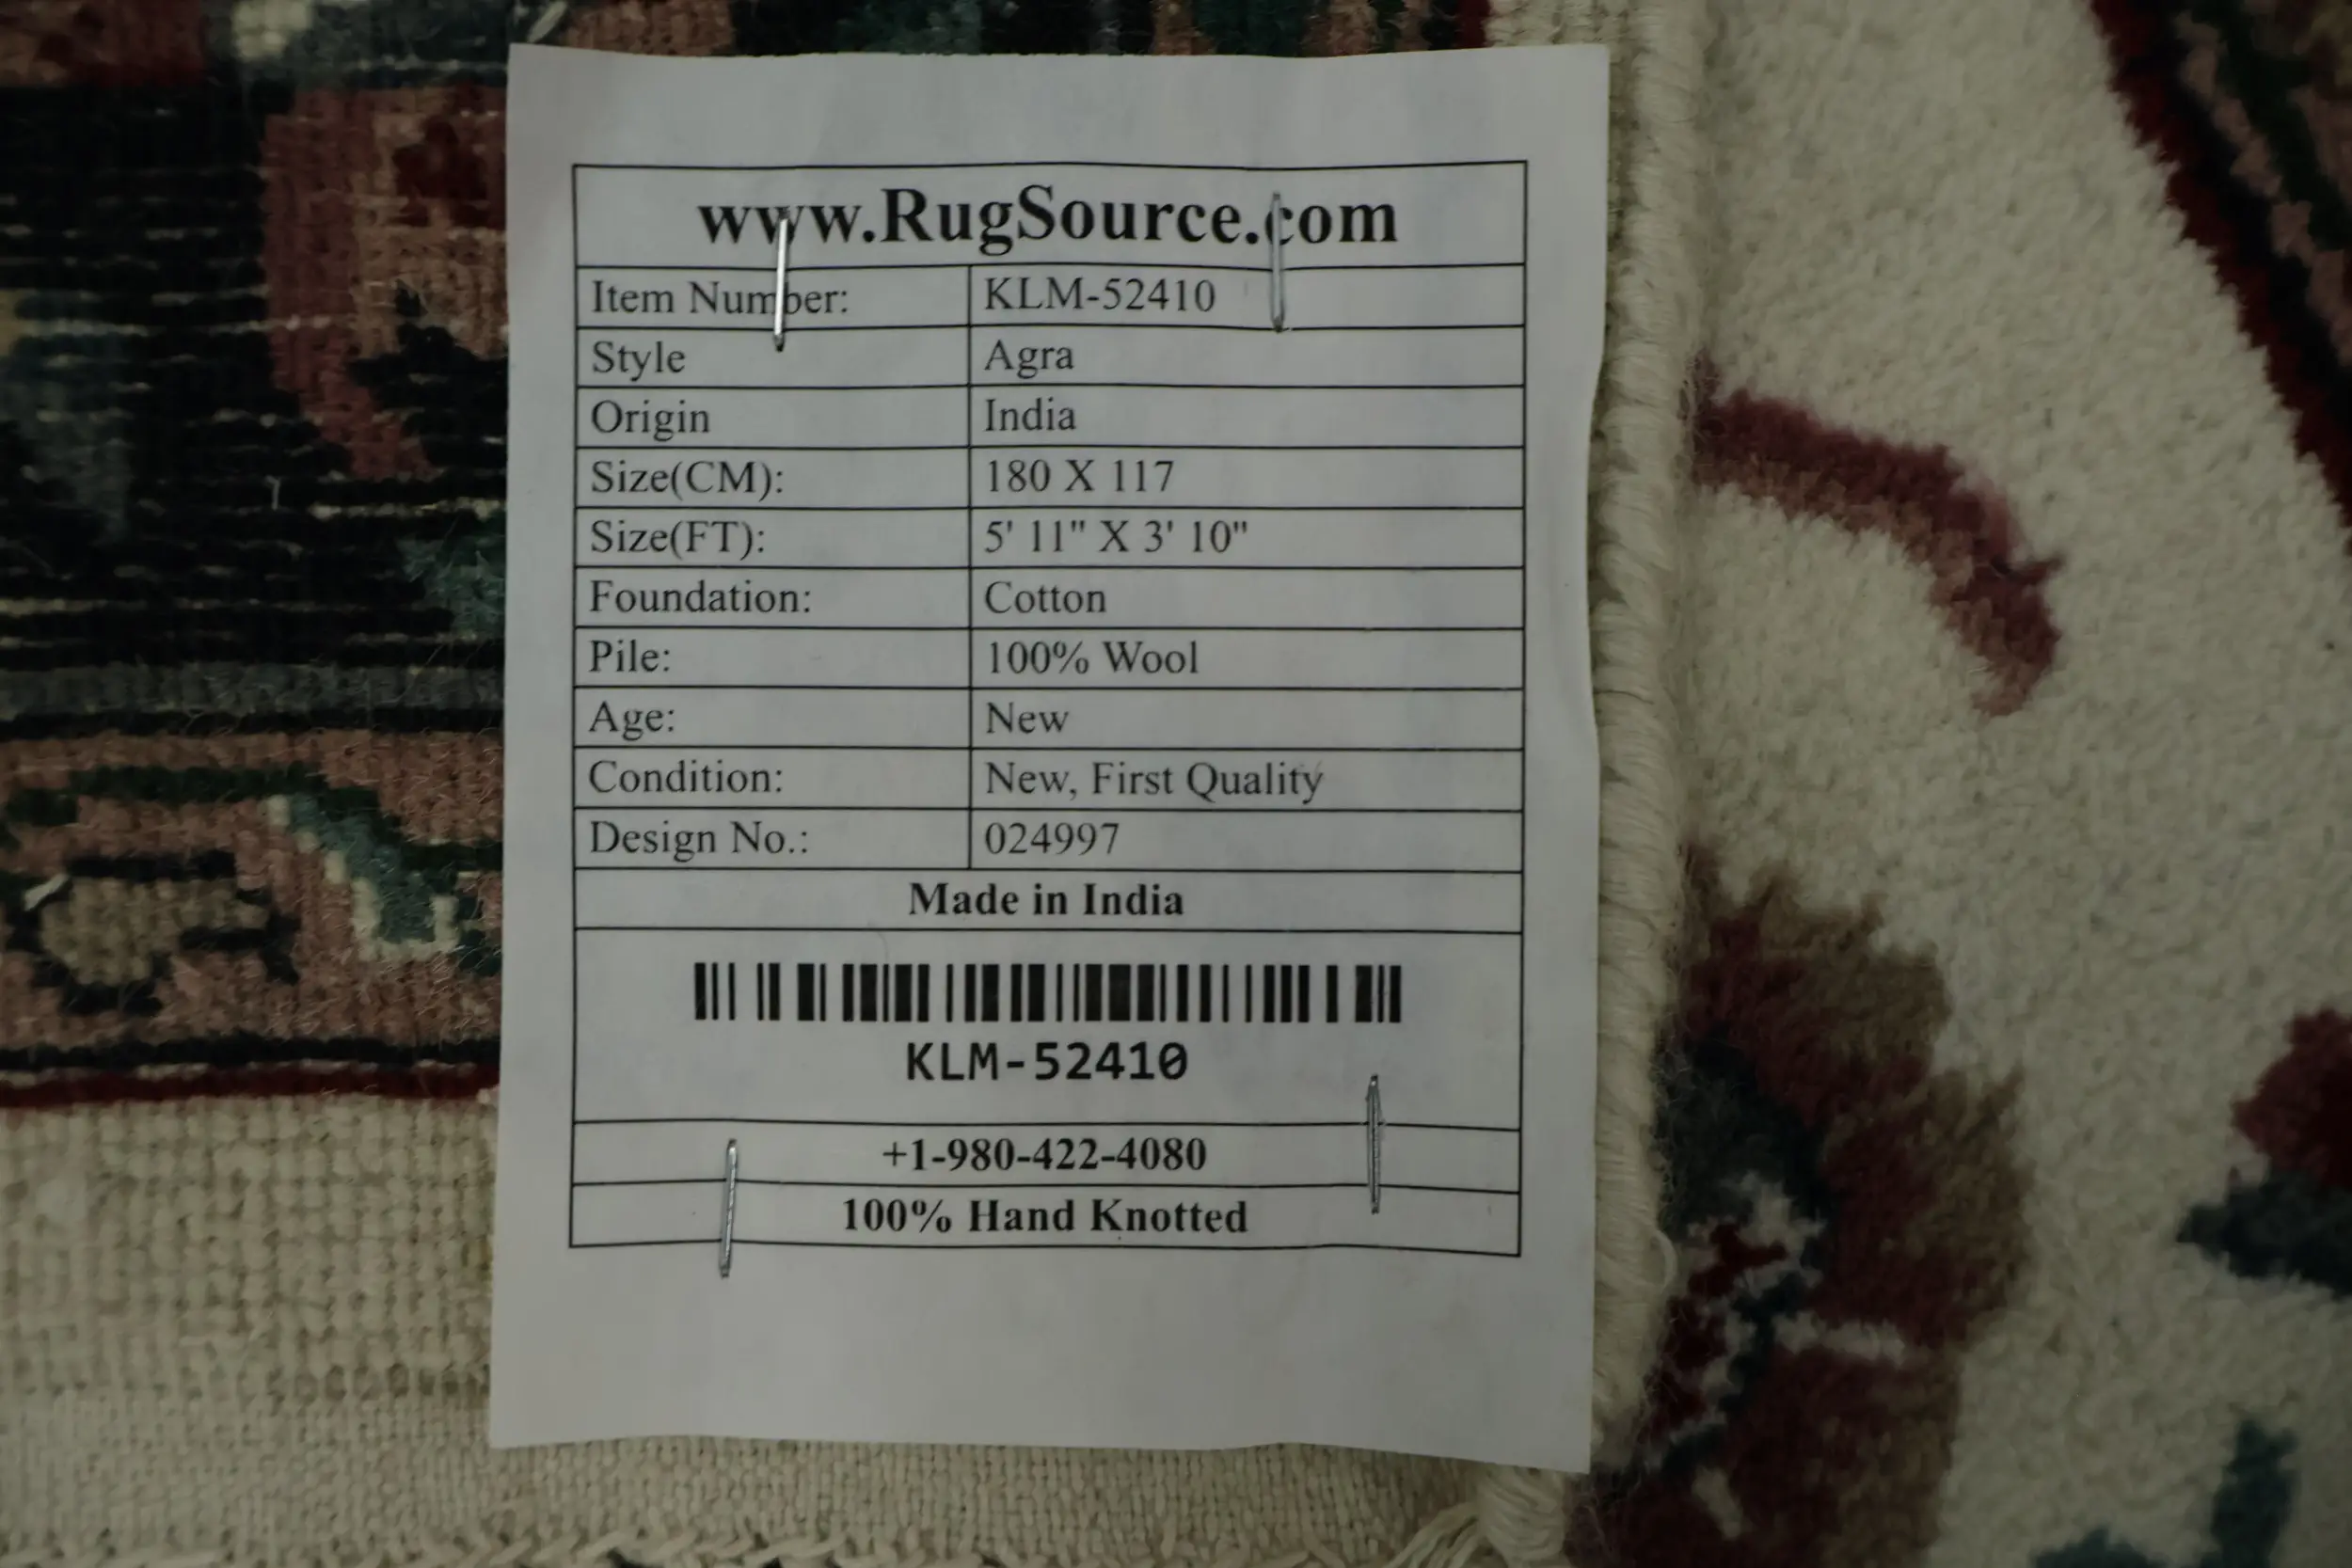 www.RugSource.com
Item Number: KLM-52410
Style Agra
Origin India
Size(CM): 180 X 117
Size(FT): 5' 11" X 3' 10"
Foundation: Cotton
Pile: 100% Wool
Age: New
Condition: New, First Quality
Design No.: 024997
Made in India
KLM-52410
+1-980-422-4080
100% Hand Knotted